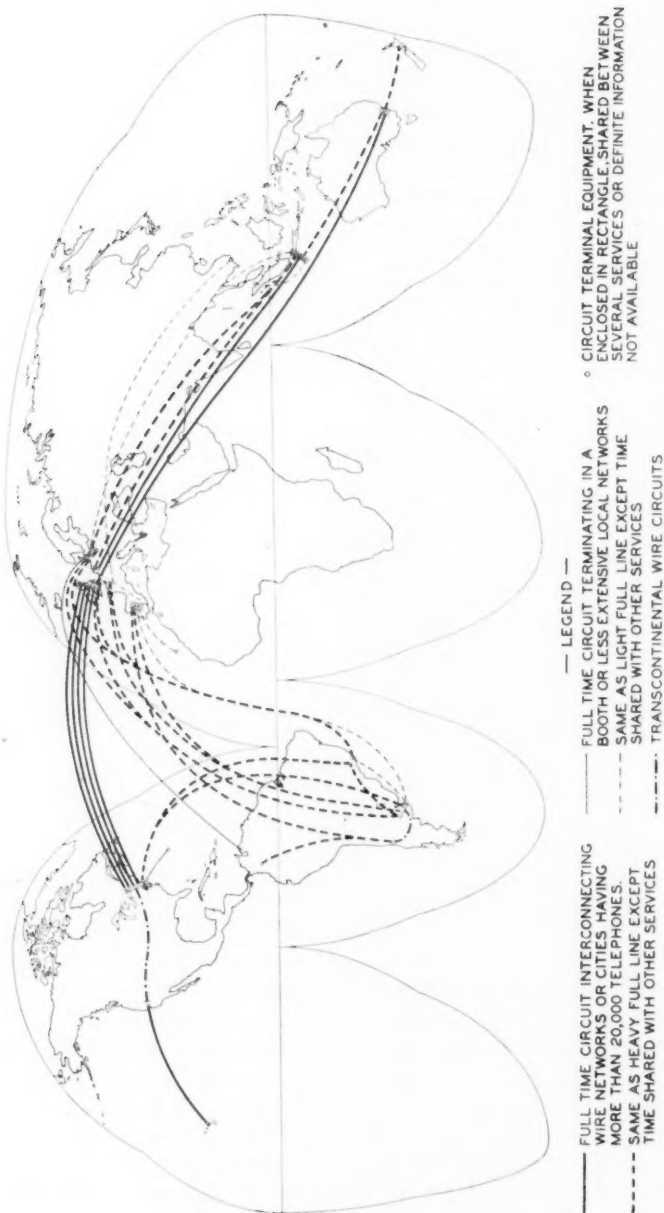 — LEGEND —
FULL TIME CIRCUIT INTERCONNECTING
WIRE NETWORKS OR CITIES HAVING
MORE THAN 20,000 TELEPHONES.
SAME AS HEAVY FULL LINE EXCEPT
TIME SHARED WITH OTHER SERVICES
FULL TIME CIRCUIT TERMINATING IN A
BOOTH OR LESS EXTENSIVE LOCAL NETWORKS
SAME AS LIGHT FULL LINE EXCEPT TIME
SHARED WITH OTHER SERVICES
TRANSCONTINENTAL WIRE CIRCUITS
° CIRCUIT TERMINAL EQUIPMENT. WHEN
ENCLOSED IN RECTANGLE, SHARED BETWEEN
SEVERAL SERVICES OR DEFINITE INFORMATION
NOT AVAILABLE